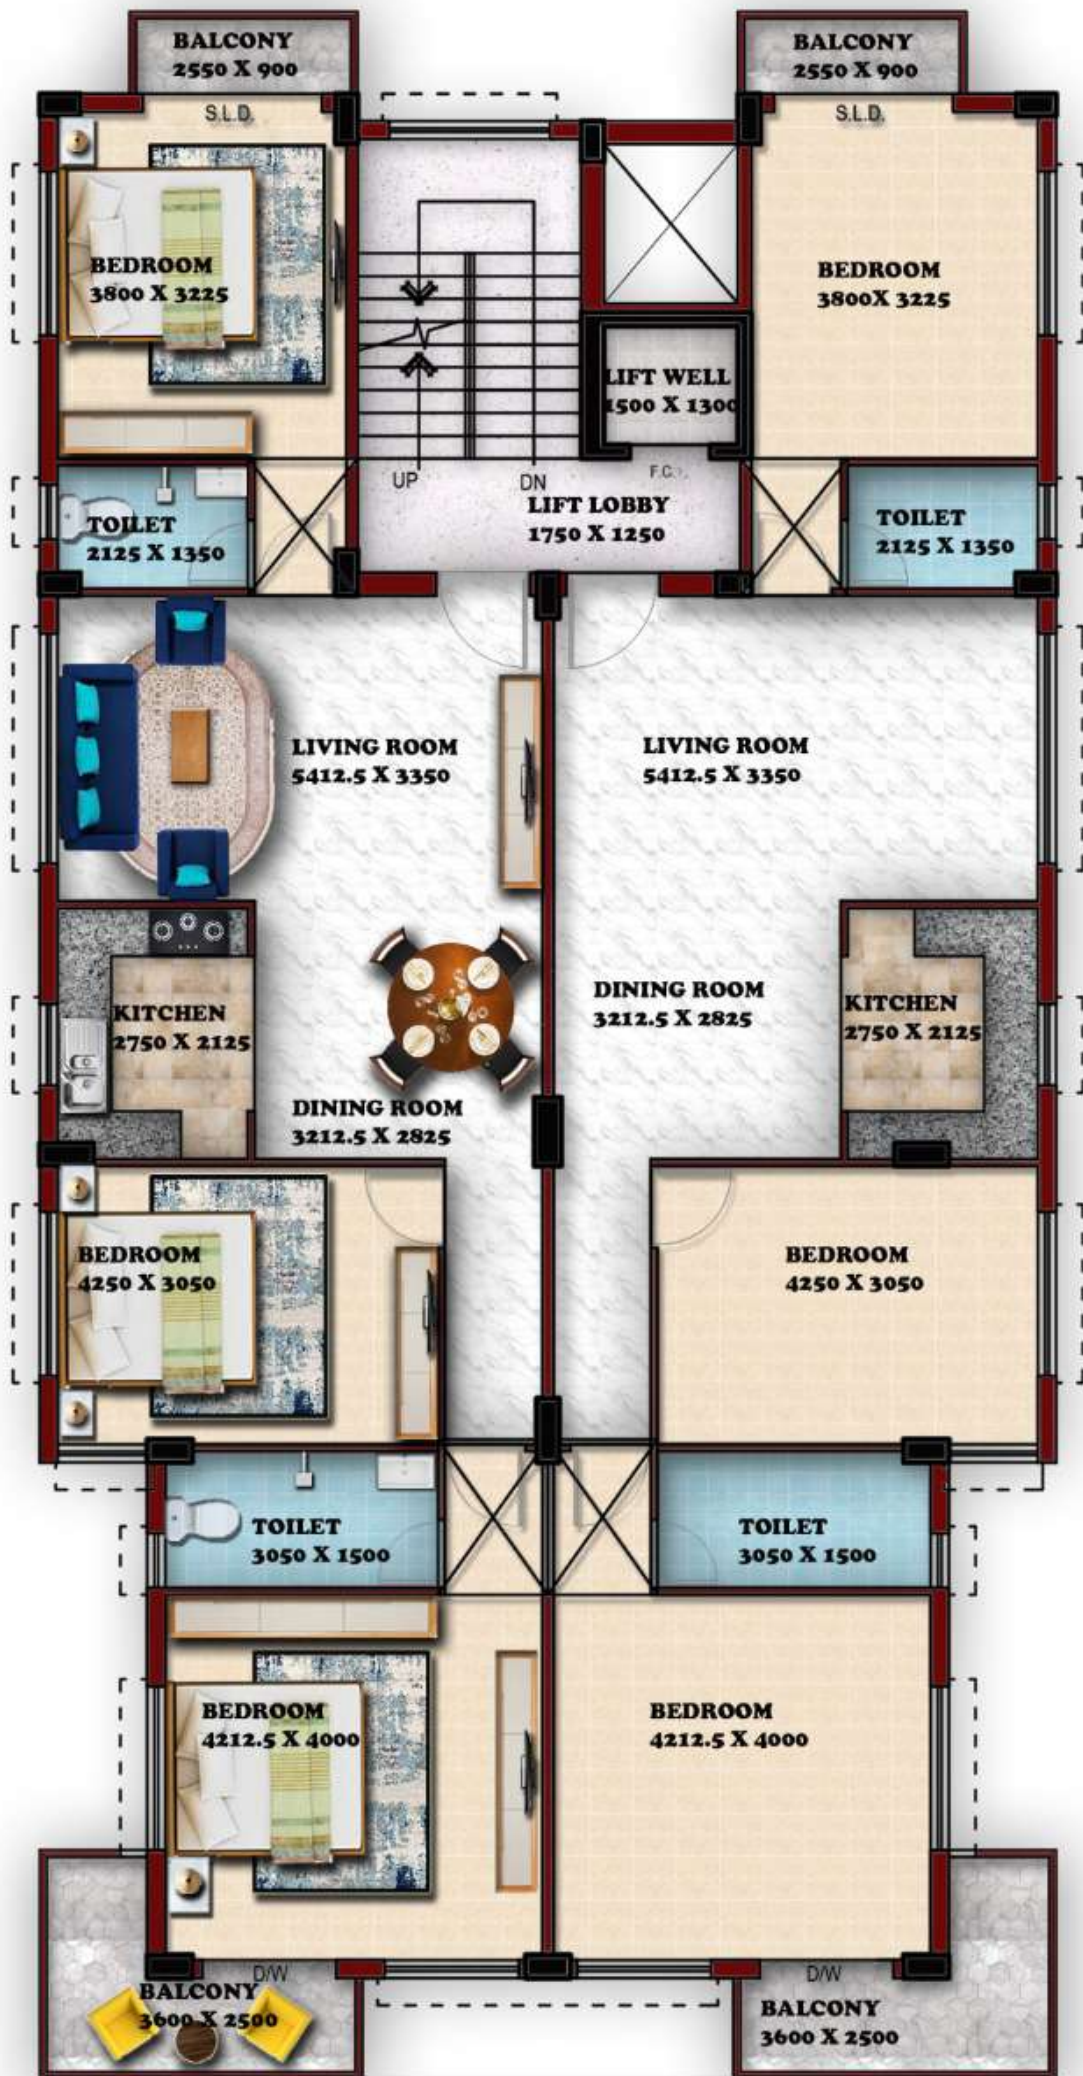 BALCONY
2550 X 900
BALCONY
2550 X 900
S.L.D.
S.L.D.
BEDROOM
3800 X 3225
BEDROOM
3800X 3225
LIFT WELL
1500 X 1300
UP
DN
F.C.
LIFT LOBBY
1750 X 1250
TOILET
2125 X 1350
TOILET
2125 X 1350
LIVING ROOM
5412.5 X 3350
LIVING ROOM
5412.5 X 3350
KITCHEN
2750 X 2125
DINING ROOM
3212.5 X 2825
KITCHEN
2750 X 2125
DINING ROOM
3212.5 X 2825
BEDROOM
4250 X 3050
BEDROOM
4250 X 3050
TOILET
3050 X 1500
TOILET
3050 X 1500
BEDROOM
4212.5 X 4000
BEDROOM
4212.5 X 4000
D/W
D/W
BALCONY
3600 X 2500
BALCONY
3600 X 2500